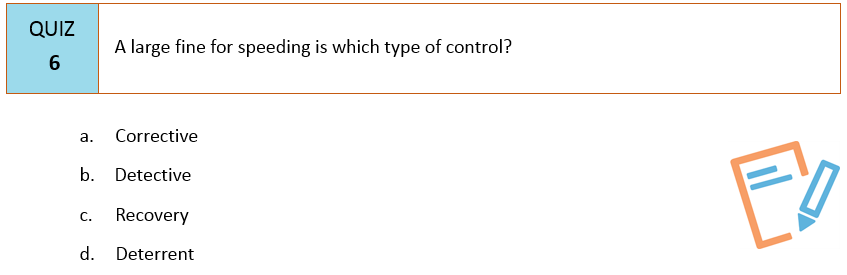 QUIZ
6
A large fine for speeding is which type of control?
a. Corrective
b. Detective
c. Recovery
d. Deterrent